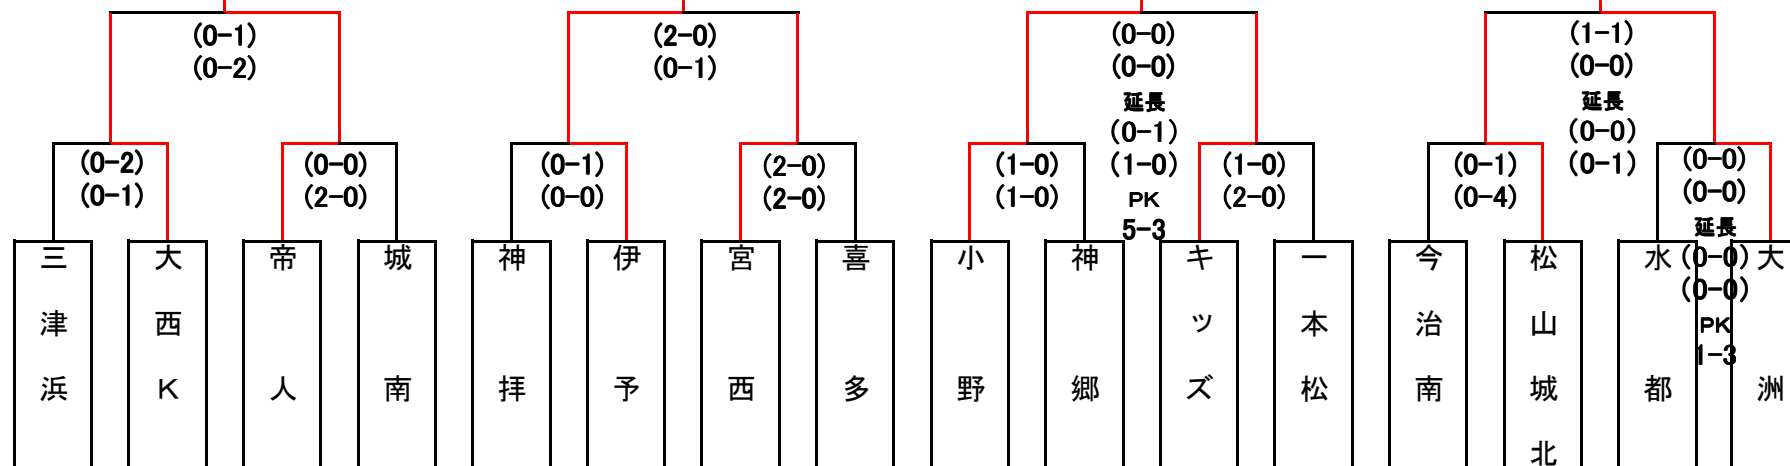 (0-1)
(0-2)
(2-0)
(0-1)
(0-0)
(0-0)
延長
(0-1)
(1-0)
PK
5-3
(1-1)
(0-0)
延長
(0-0)
(0-1)
(0-2)
(0-1)
(0-0)
(2-0)
(0-1)
(0-0)
(2-0)
(2-0)
(1-0)
(1-0)
(1-0)
(2-0)
(0-1)
(0-4)
(0-0)
(0-0)
延長
(0-0)
(0-0)
PK
1-3
三津浜
大西K
帝人
城南
神拝
伊予
宮西
喜多
小野
神郷
キッズ
一本松
今治南
松山城北
水都
大洲